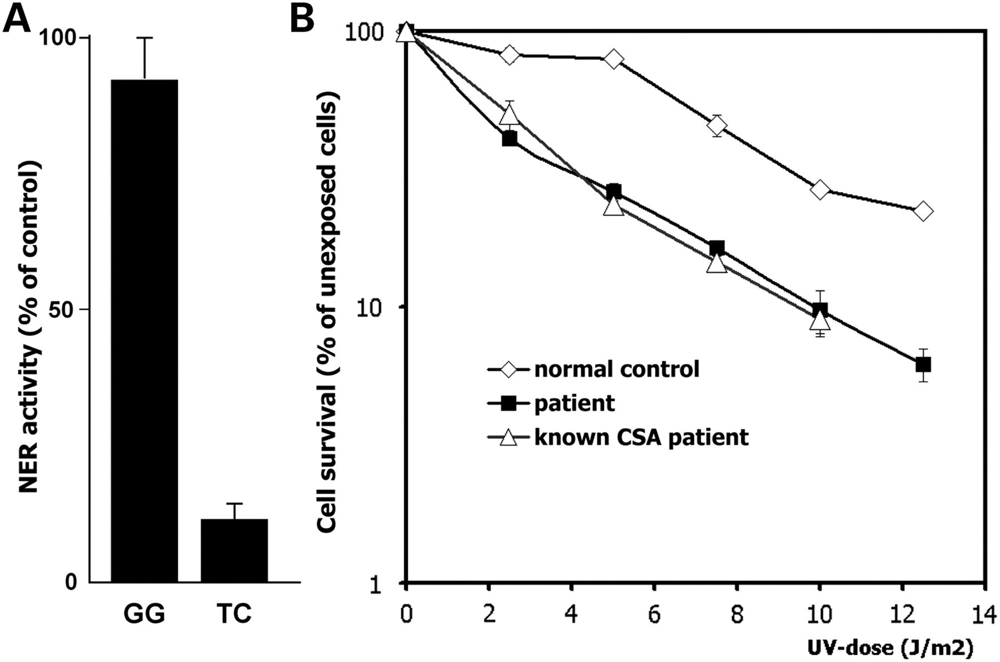 A
NER activity (% of control)
100
50
0
GG
TC
B
Cell survival (% of unexposed cells)
100
10
1
normal control
patient
known CSA patient
0 2 4 6 8 10 12 14
UV-dose (J/m2)